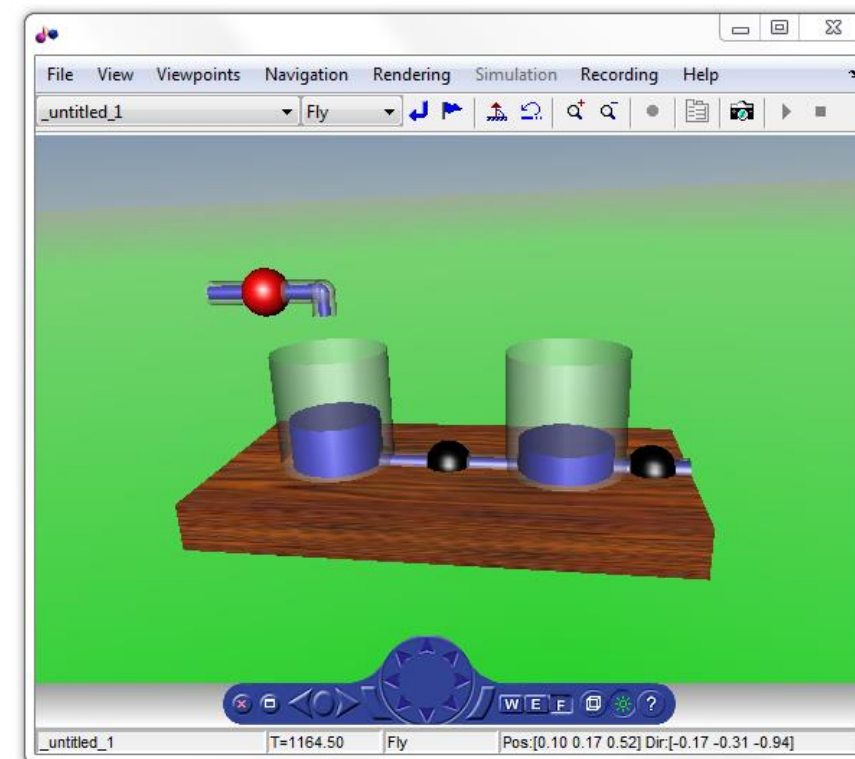 File View Viewpoints Navigation Rendering Simulation Recording Help
_untitled_1 Fly
W E F ?
_untitled_1 T=1164.50 Fly Pos:[0.10 0.17 0.52] Dir:[-0.17 -0.31 -0.94]